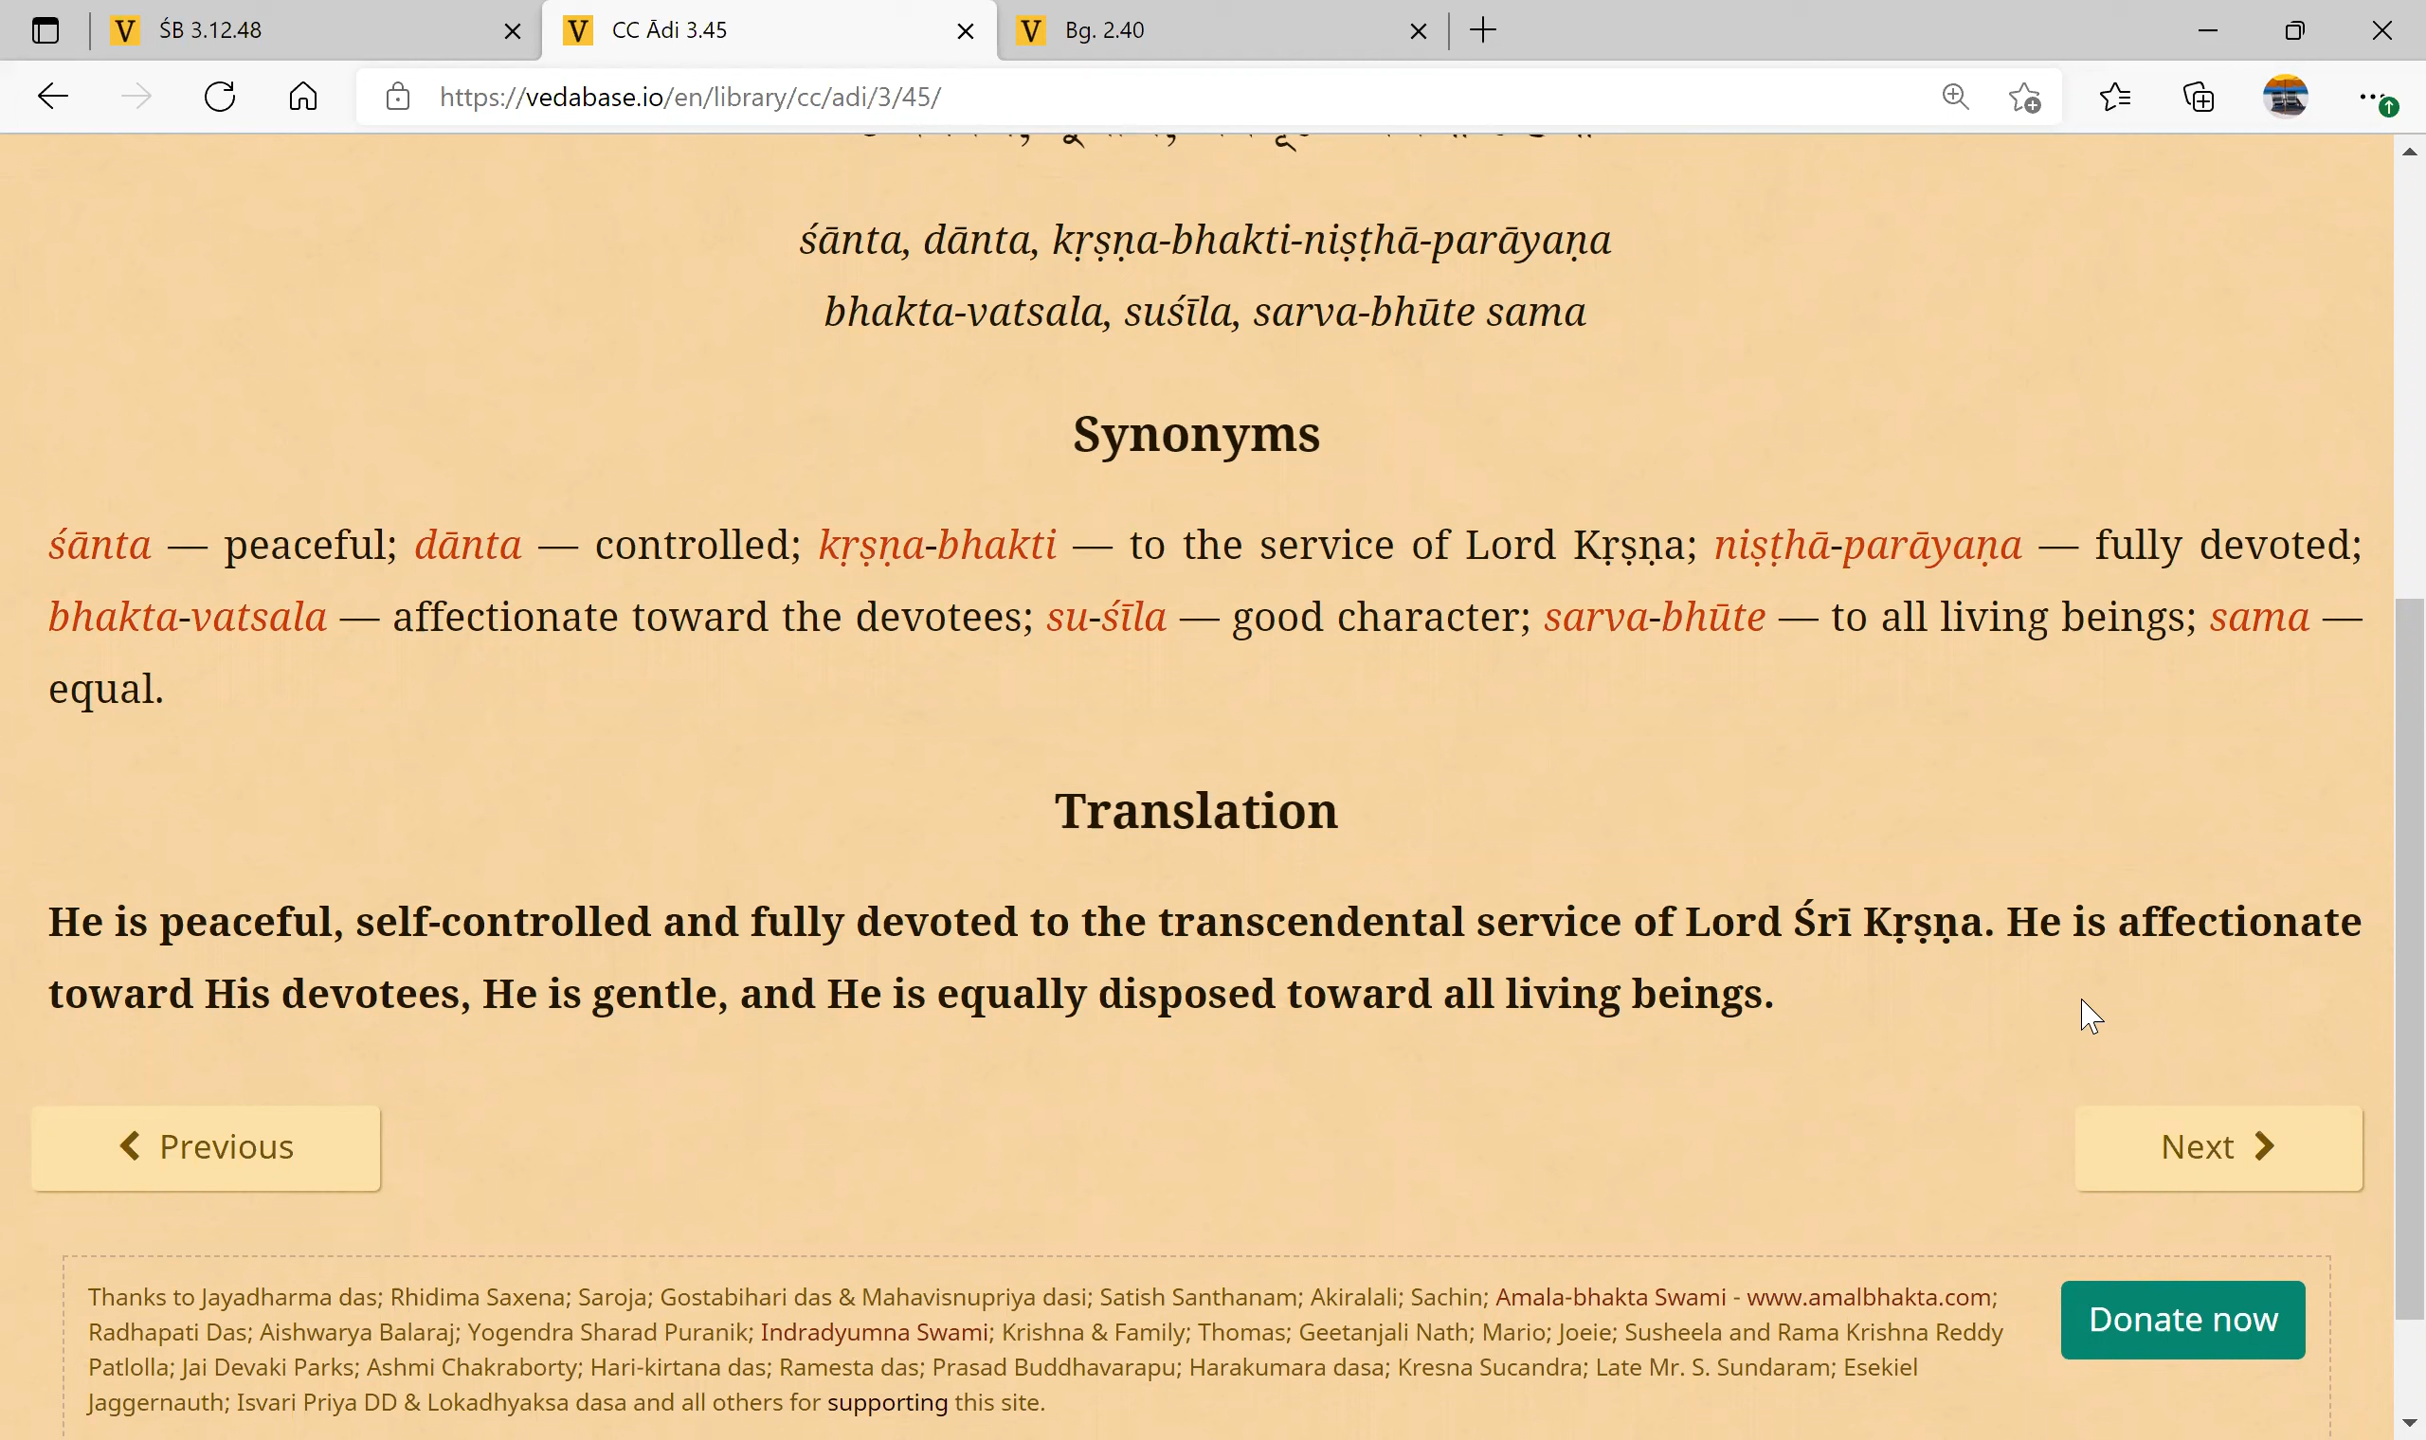 ŚB 3.12.48
CC Ādi 3.45
Bg. 2.40
https://vedabase.io/en/library/cc/adi/3/45/
śānta, dānta, kṛṣṇa-bhakti-niṣṭhā-parāyaṇa
bhakta-vatsala, suśīla, sarva-bhūte sama
Synonyms
śānta — peaceful; dānta — controlled; kṛṣṇa-bhakti — to the service of Lord Kṛṣṇa; niṣṭhā-parāyaṇa — fully devoted;
bhakta-vatsala — affectionate toward the devotees; su-śīla — good character; sarva-bhūte — to all living beings; sama —
equal.
Translation
He is peaceful, self-controlled and fully devoted to the transcendental service of Lord Śrī Kṛṣṇa. He is affectionate
toward His devotees, He is gentle, and He is equally disposed toward all living beings.
Previous
Next
Thanks to Jayadharma das; Rhidima Saxena; Saroja; Gostabihari das & Mahavisnupriya dasi; Satish Santhanam; Akiralali; Sachin; Amala-bhakta Swami - www.amalbhakta.com;
Radhapati Das; Aishwarya Balaraj; Yogendra Sharad Puranik; Indradyumna Swami; Krishna & Family; Thomas; Geetanjali Nath; Mario; Joeie; Susheela and Rama Krishna Reddy
Patlolla; Jai Devaki Parks; Ashmi Chakraborty; Hari-kirtana das; Ramesta das; Prasad Buddhavarapu; Harakumara dasa; Kresna Sucandra; Late Mr. S. Sundaram; Esekiel
Jaggernauth; Isvari Priya DD & Lokadhyaksa dasa and all others for supporting this site.
Donate now